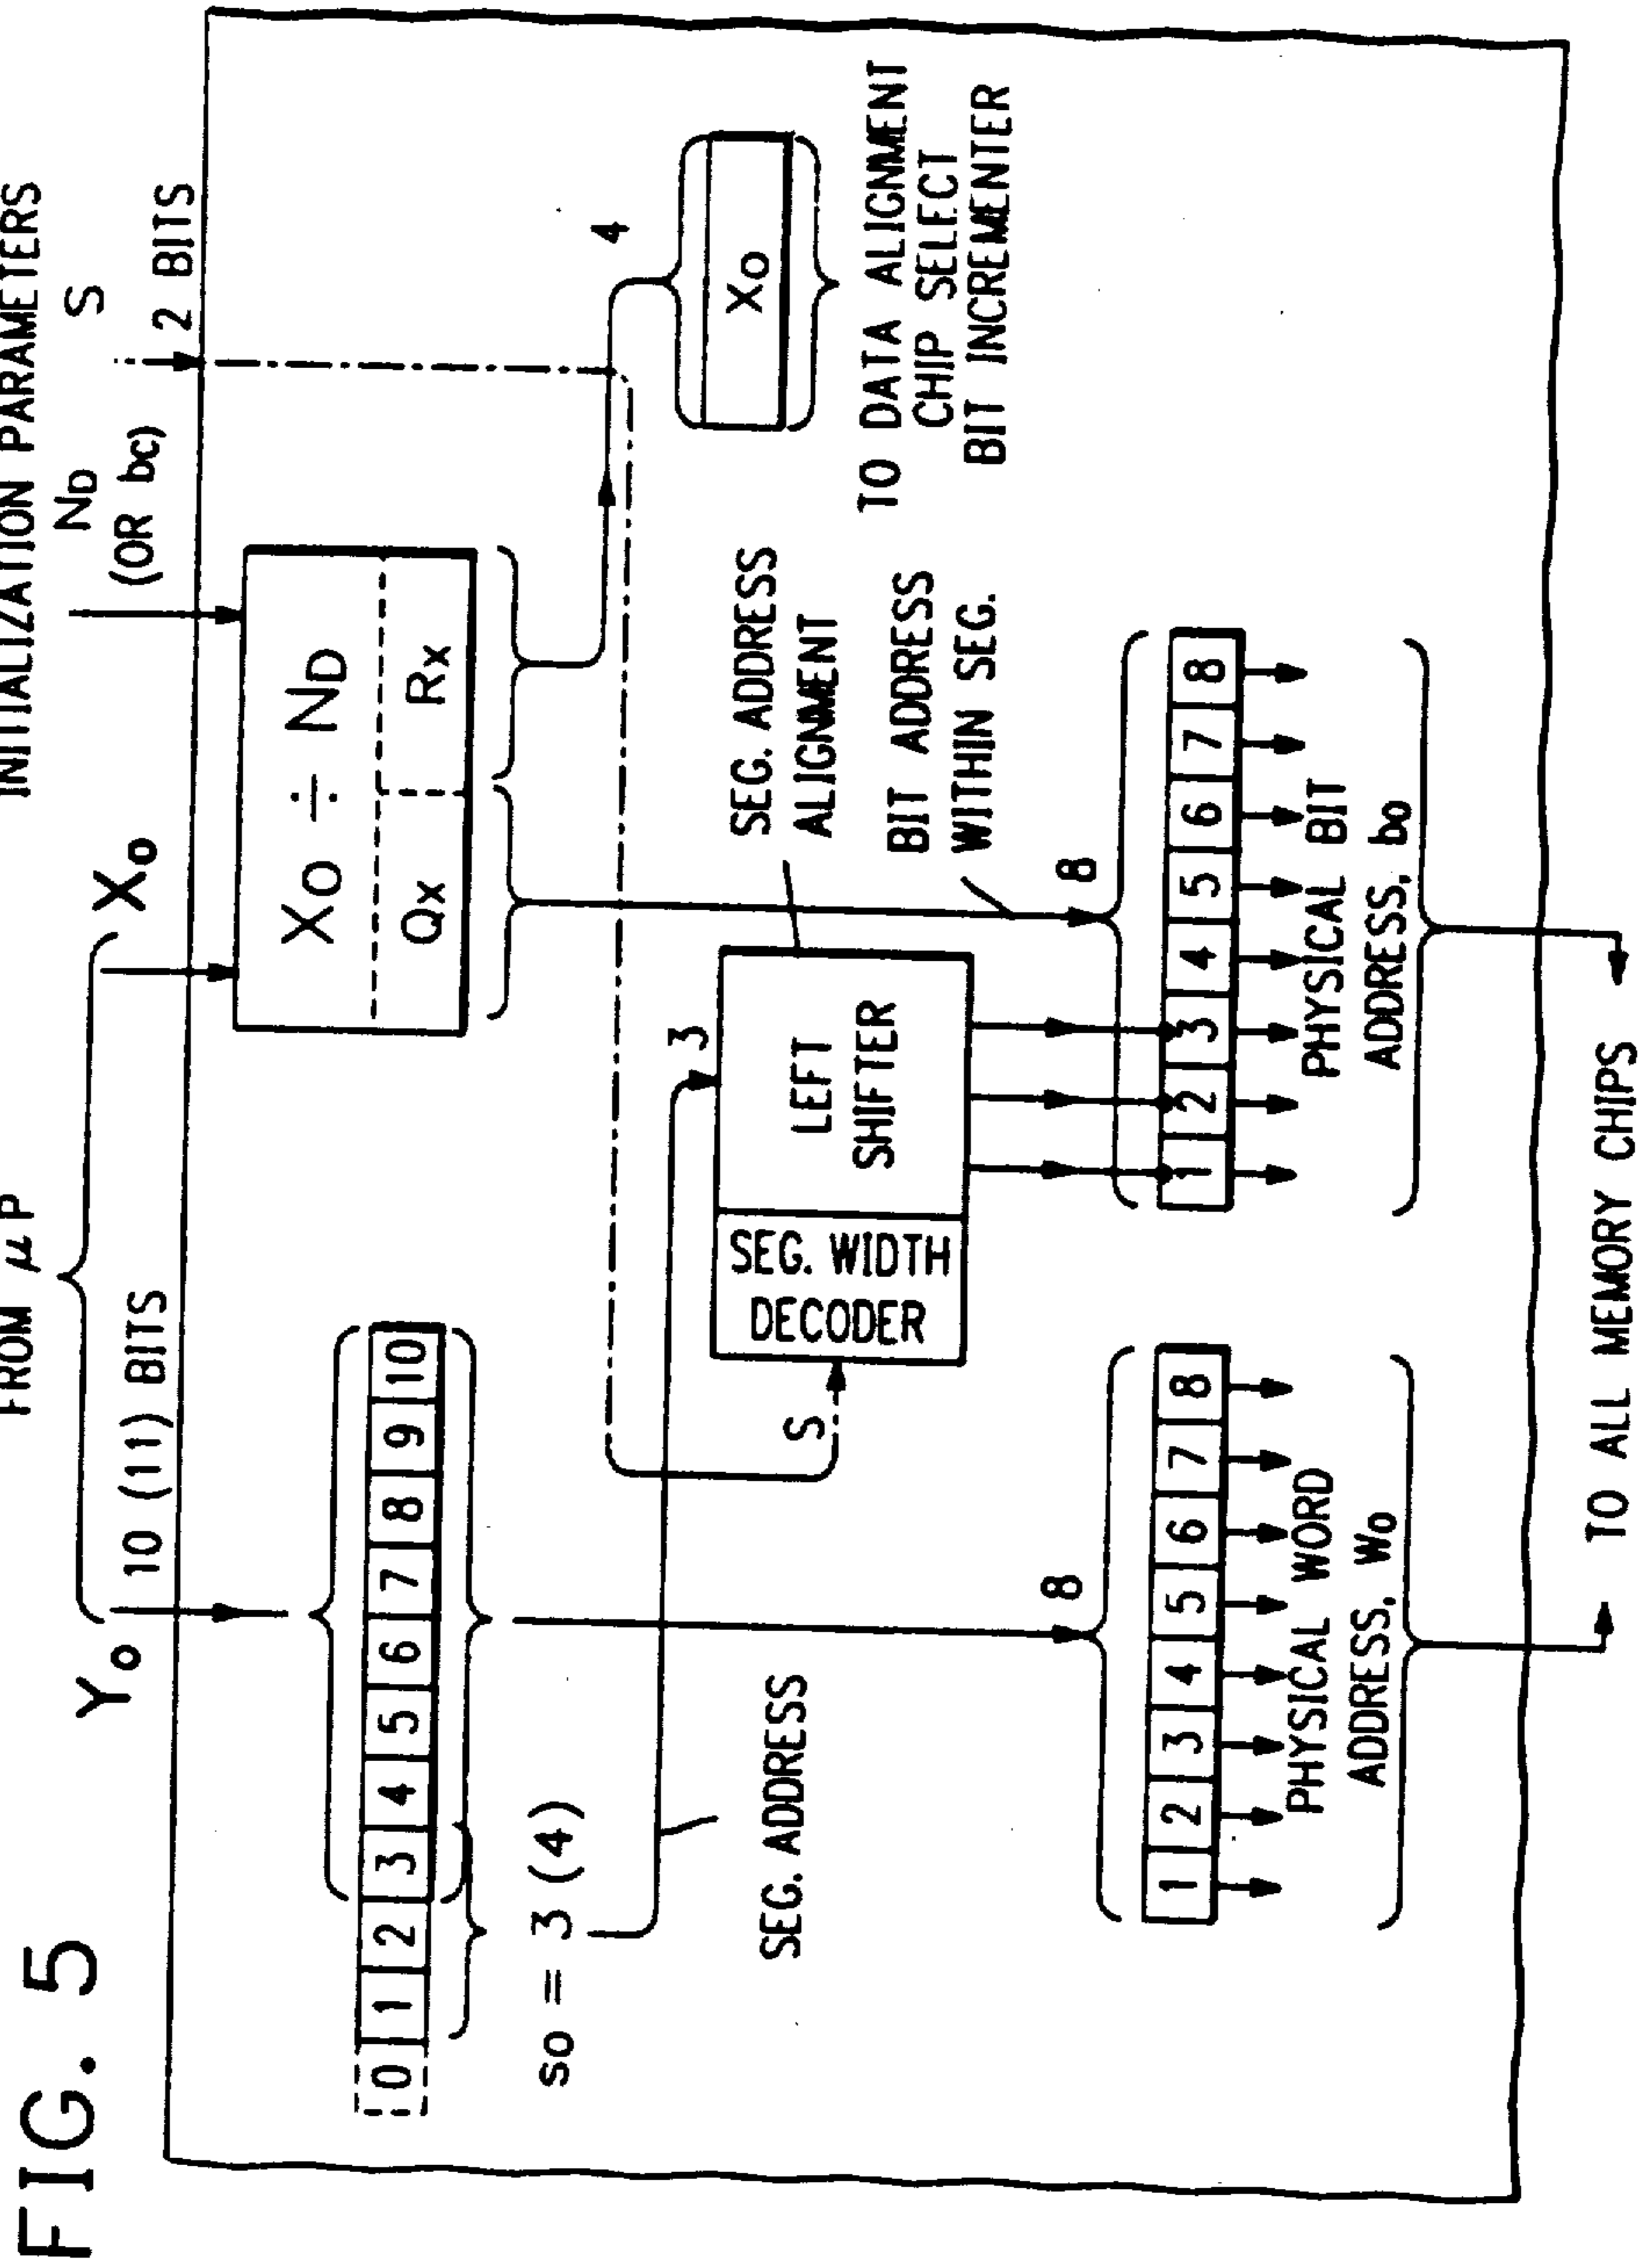 FIG. 5
FROM μP
INITIALIZATION PARAMETERS
Yo
10 (11) BITS
Xo
ND
(OR bc)
S
2 BITS
0 1 2 3 4 5 6 7 8 9 10
Xo ÷ ND
Qx
Rx
so = 3 (4)
4
Xo
SEG. ADDRESS
S
3
SEG. WIDTH
DECODER
LEFT
SHIFTER
SEG. ADDRESS
ALIGNMENT
TO DATA ALIGNMENT
CHIP SELECT
BIT INCREMENTER
BIT ADDRESS
WITHIN SEG.
8
8
1 2 3 4 5 6 7 8
1 2 3 4 5 6 7 8
PHYSICAL WORD
ADDRESS, Wo
PHYSICAL BIT
ADDRESS, bo
TO ALL MEMORY CHIPS